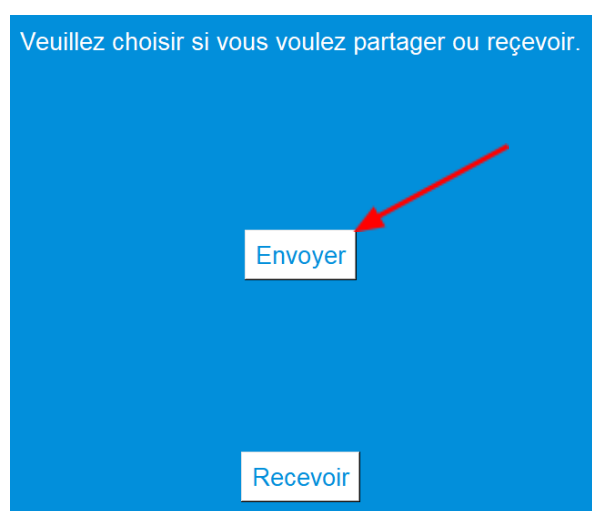 Veuillez choisir si vous voulez partager ou reçevoir.
Envoyer
Recevoir